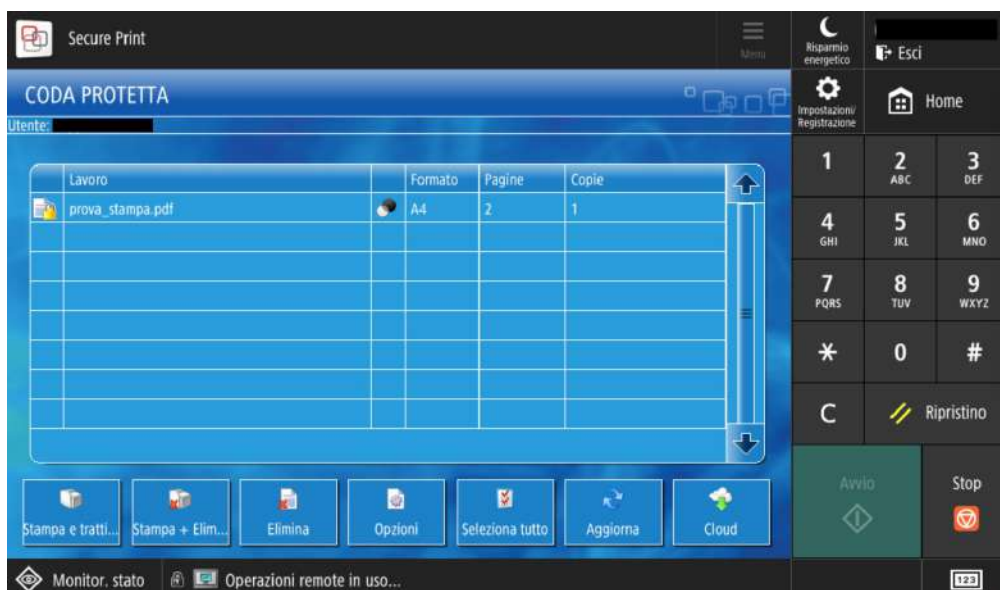 Secure Print
Menu
Risparmio
energetico
Esci
CODA PROTETTA
Utente:
Impostazioni/
Registrazione
Home
Lavoro Formato Pagine Copie
prova_stampa.pdf A4 2 1
1 2 ABC 3 DEF
4 GHI 5 JKL 6 MNO
7 PQRS 8 TUV 9 WXYZ
* 0 #
C Ripristino
Stampa e tratti...
Stampa + Elim...
Elimina
Opzioni
Seleziona tutto
Aggiorna
Cloud
Avvio
Stop
Monitor. stato
Operazioni remote in uso...
123